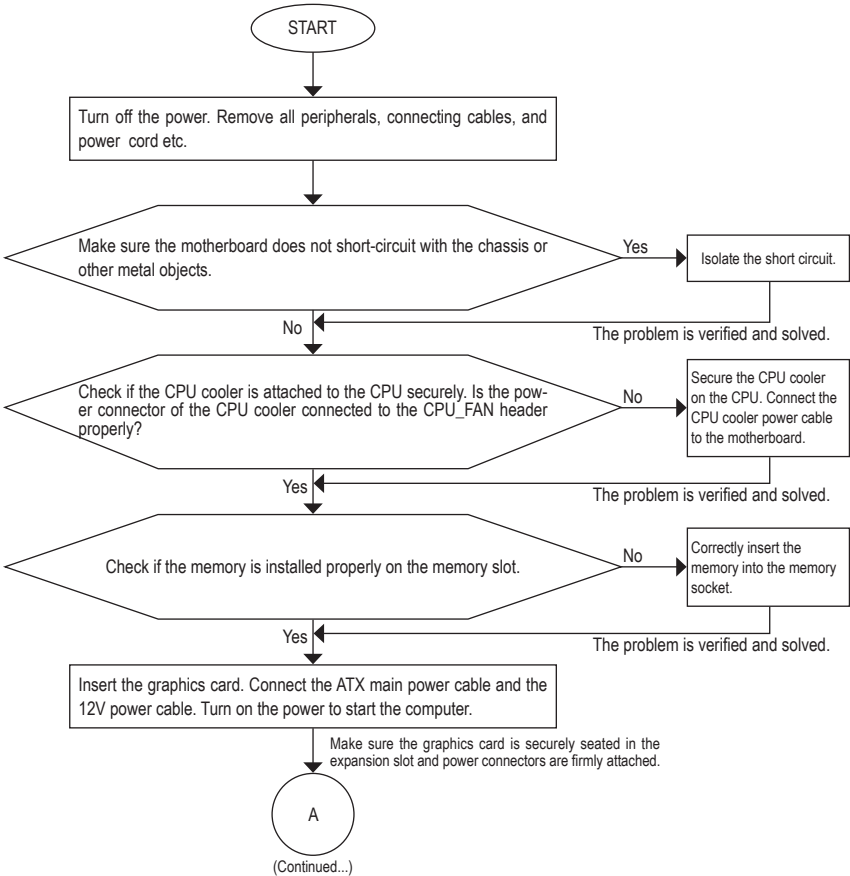 START
Turn off the power. Remove all peripherals, connecting cables, and
power cord etc.
Make sure the motherboard does not short-circuit with the chassis or
other metal objects.
Yes
Isolate the short circuit.
No
The problem is verified and solved.
Check if the CPU cooler is attached to the CPU securely. Is the pow-
er connector of the CPU cooler connected to the CPU_FAN header
properly?
No
Secure the CPU cooler
on the CPU. Connect the
CPU cooler power cable
to the motherboard.
Yes
The problem is verified and solved.
Check if the memory is installed properly on the memory slot.
No
Correctly insert the
memory into the memory
socket.
Yes
The problem is verified and solved.
Insert the graphics card. Connect the ATX main power cable and the
12V power cable. Turn on the power to start the computer.
Make sure the graphics card is securely seated in the
expansion slot and power connectors are firmly attached.
A
(Continued...)